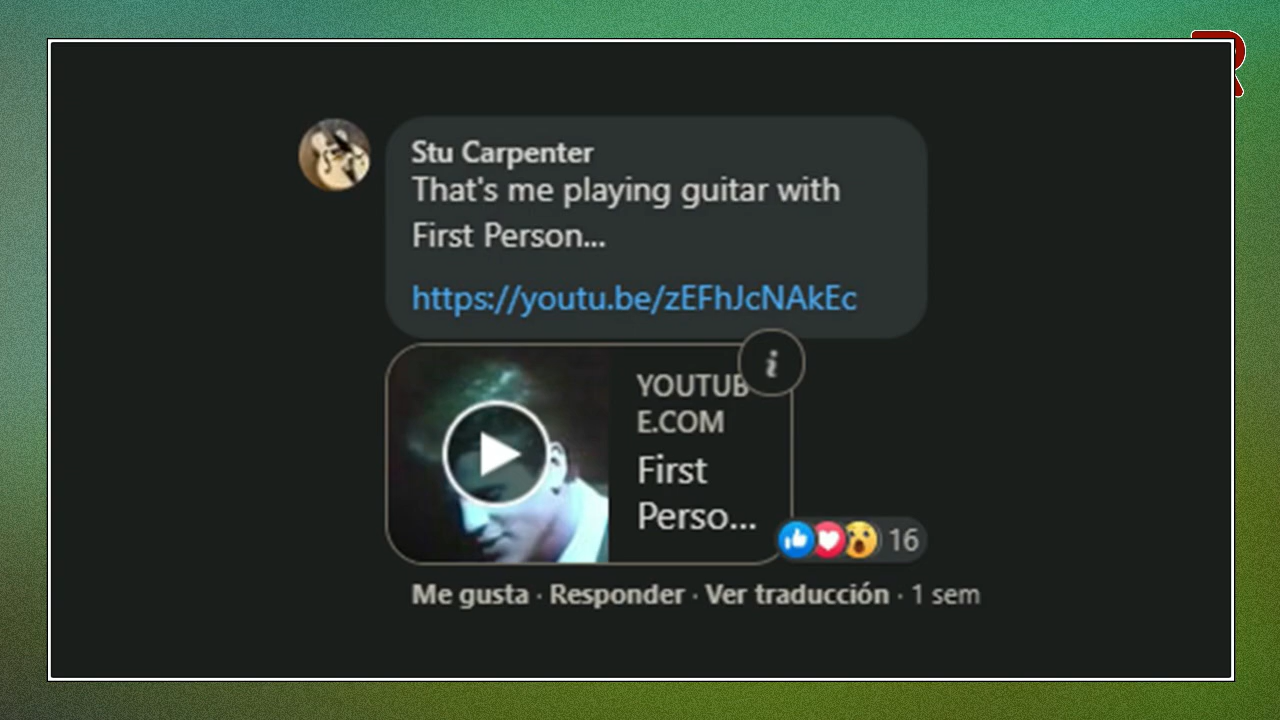 R
Stu Carpenter
That's me playing guitar with
First Person...
https://youtu.be/zEFhJcNAkEc
i
YOUTUB
E.COM
First
Perso...
16
Me gusta · Responder · Ver traducción · 1 sem